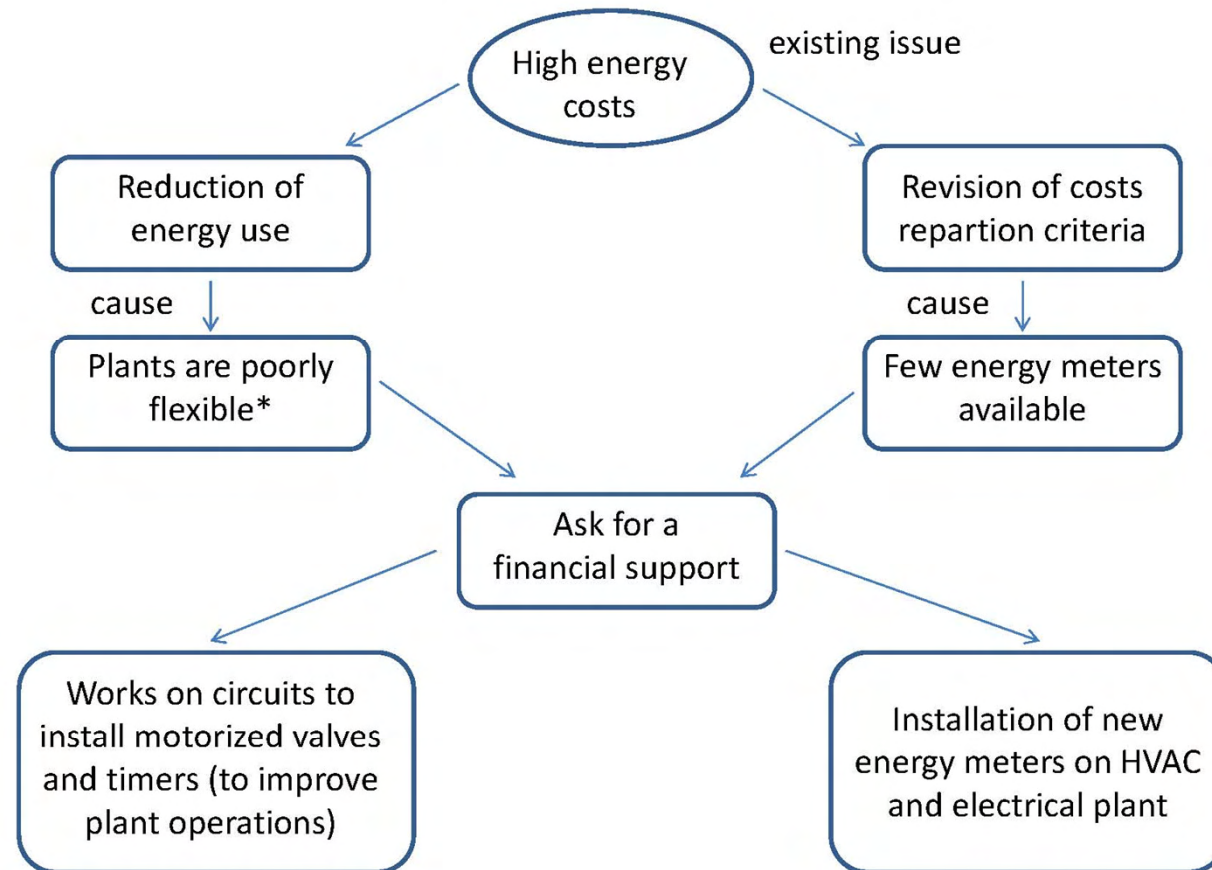 High energy
costs
existing issue
Reduction of
energy use
Revision of costs
repartion criteria
cause
cause
Plants are poorly
flexible*
Few energy meters
available
Ask for a
financial support
Works on circuits to
install motorized valves
and timers (to improve
plant operations)
Installation of new
energy meters on HVAC
and electrical plant